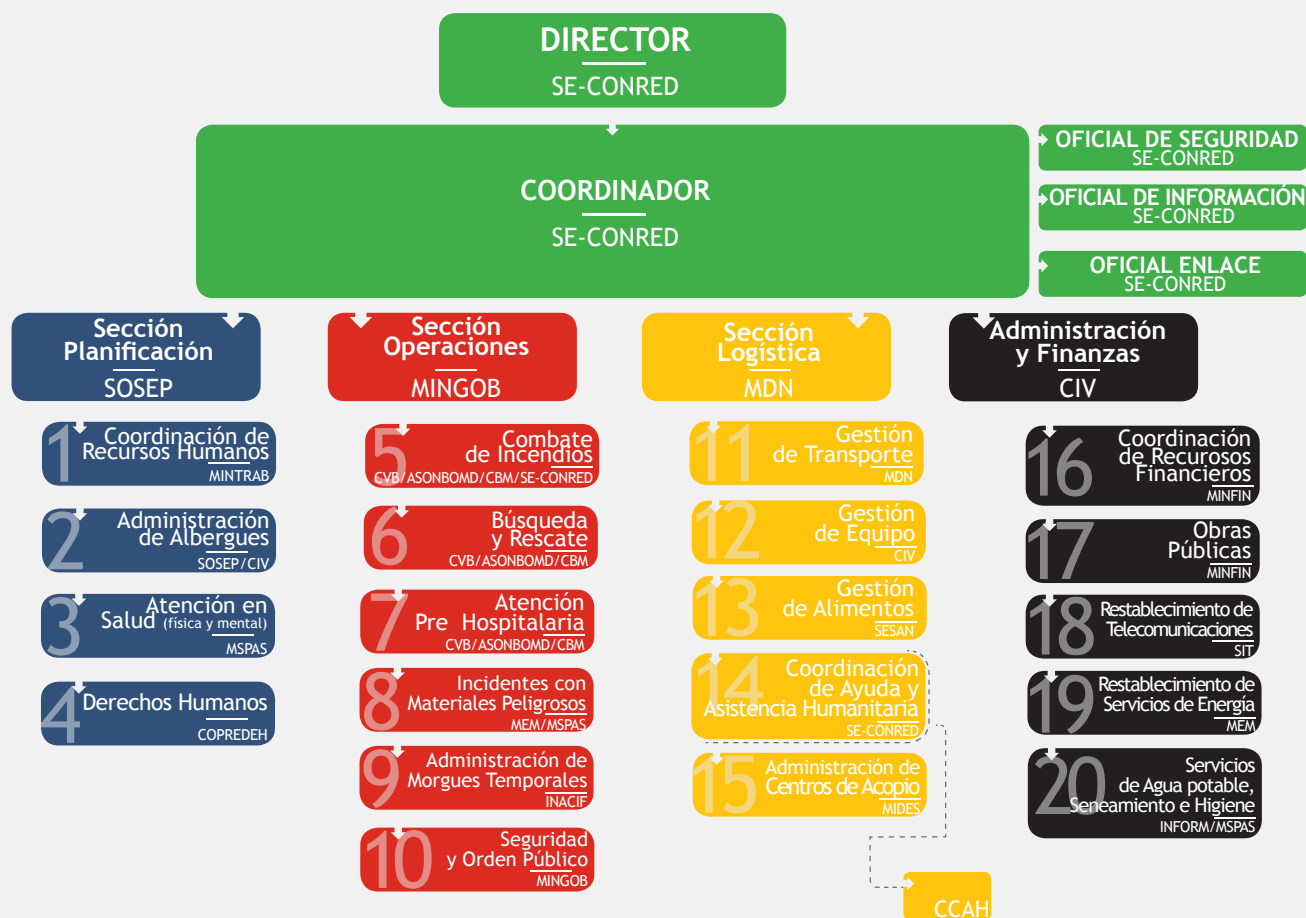 DIRECTOR
SE-CONRED
COORDINADOR
SE-CONRED
OFICIAL DE SEGURIDAD
SE-CONRED
OFICIAL DE INFORMACIÓN
SE-CONRED
OFICIAL ENLACE
SE-CONRED
Sección
Planificación
SOSEP
1
Coordinación de
Recursos Humanos
MINTRAB
2
Administración
de Albergues
SOSEP/CIV
3
Atención en
Salud (física y mental)
MSPAS
4
Derechos Humanos
COPREDEH
Sección
Operaciones
MINGOB
5
Combate
de Incendios
CVB/ASONBOMD/CBM/SE-CONRED
6
Búsqueda
y Rescate
CVB/ASONBOMD/CBM
7
Atención
Pre Hospitalaria
CVB/ASONBOMD/CBM
8
Incidentes con
Materiales Peligrosos
MEM/MSPAS
9
Administración de
Morgues Temporales
INACIF
10
Seguridad
y Orden Público
MINGOB
Sección
Logística
MDN
11
Gestión
de Transporte
MDN
12
Gestión
de Equipo
CIV
13
Gestión
de Alimentos
SESAN
14
Coordinación
de Ayuda y
Asistencia Humanitaria
SE-CONRED
15
Administración de
Centros de Acopio
MIDES
CCAH
Administración
y Finanzas
CIV
16
Coordinación
de Recurosos
Financieros
MINFIN
17
Obras
Públicas
MINFIN
18
Restablecimiento de
Telecomunicaciones
SIT
19
Restablecimiento de
Servicios de Energía
MEM
20
Servicios
de Agua potable,
Seneamiento e Higiene
INFORM/MSPAS